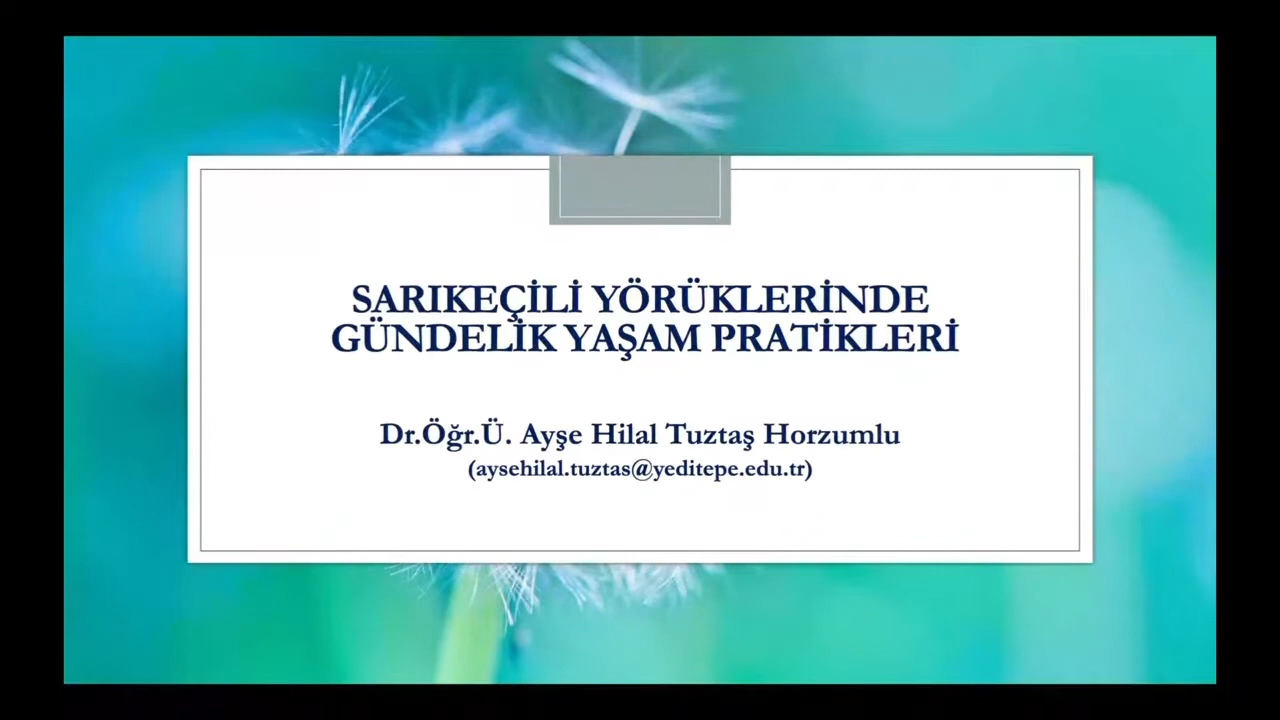 SARIKEÇİLİ YÖRÜKLERİNDE
GÜNDELİK YAŞAM PRATİKLERİ
Dr.Öğr.Ü. Ayşe Hilal Tuztaş Horzumlu
(aysehilal.tuztas@yeditepe.edu.tr)